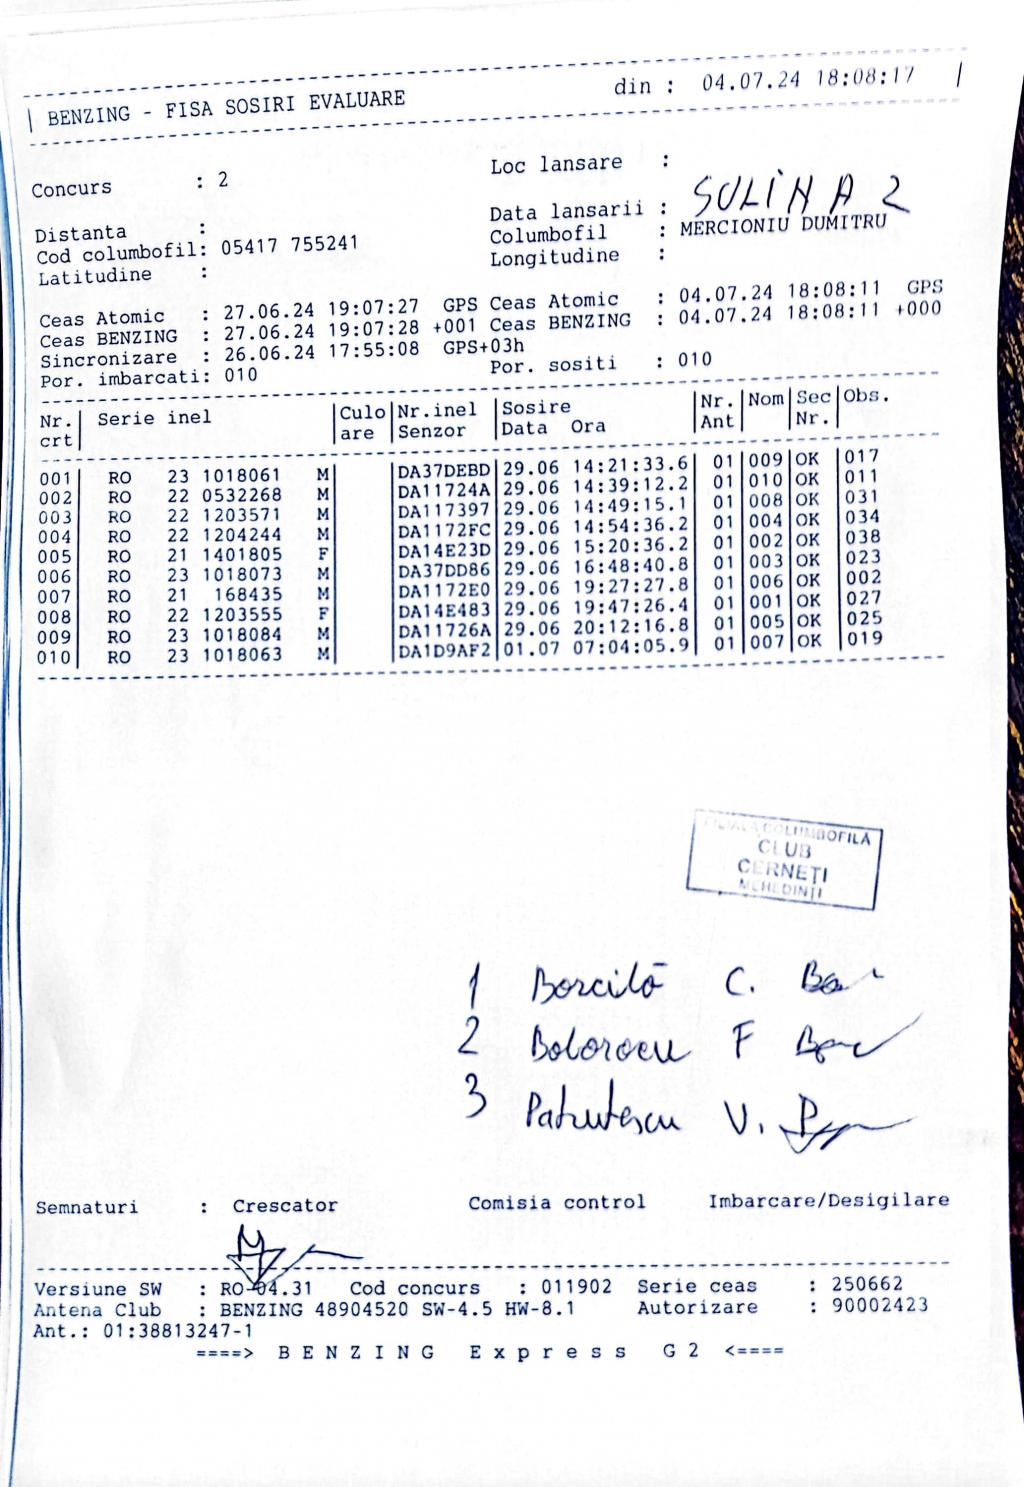 BENZING - FISA SOSIRI EVALUARE din : 04.07.24 18:08:17
Concurs : 2 Loc lansare :
SULINA 2
Distanta : Data lansarii :
Cod columbofil: 05417 755241 Columbofil : MERCIONIU DUMITRU
Latitudine : Longitudine :
Ceas Atomic : 27.06.24 19:07:27 GPS Ceas Atomic : 04.07.24 18:08:11 GPS
Ceas BENZING : 27.06.24 19:07:28 +001 Ceas BENZING : 04.07.24 18:08:11 +000
Sincronizare : 26.06.24 17:55:08 GPS+03h
Por. imbarcati: 010 Por. sositi : 010
Nr. | Serie inel | Culo | Nr.inel | Sosire | Nr. | Nom | Sec | Obs.
crt | are | Senzor | Data Ora | Ant | Nr. |
001| RO 23 1018061 M| |DA37DEBD|29.06 14:21:33.6| 01|009|OK |017
002| RO 22 0532268 M| |DA11724A|29.06 14:39:12.2| 01|010|OK |011
003| RO 22 1203571 M| |DA117397|29.06 14:49:15.1| 01|008|OK |031
004| RO 22 1204244 M| |DA1172FC|29.06 14:54:36.2| 01|004|OK |034
005| RO 21 1401805 F| |DA14E23D|29.06 15:20:36.2| 01|002|OK |038
006| RO 23 1018073 M| |DA37DD86|29.06 16:48:40.8| 01|003|OK |023
007| RO 21 168435 M| |DA1172E0|29.06 19:27:27.8| 01|006|OK |002
008| RO 22 1203555 F| |DA14E483|29.06 19:47:26.4| 01|001|OK |027
009| RO 23 1018084 M| |DA11726A|29.06 20:12:16.8| 01|005|OK |025
010| RO 23 1018063 M| |DA1D9AF2|01.07 07:04:05.9| 01|007|OK |019
FILIALA COLUMBOFILĂ
CLUB
CERNEȚI
MEHEDINȚI
1 Borcilă C.
2 Bolorocu F
3 Patrutescu V.
Semnaturi : Crescator Comisia control Imbarcare/Desigilare
Versiune SW : RO-04.31 Cod concurs : 011902 Serie ceas : 250662
Antena Club : BENZING 48904520 SW-4.5 HW-8.1 Autorizare : 90002423
Ant.: 01:38813247-1
====> B E N Z I N G E x p r e s s G 2 <====